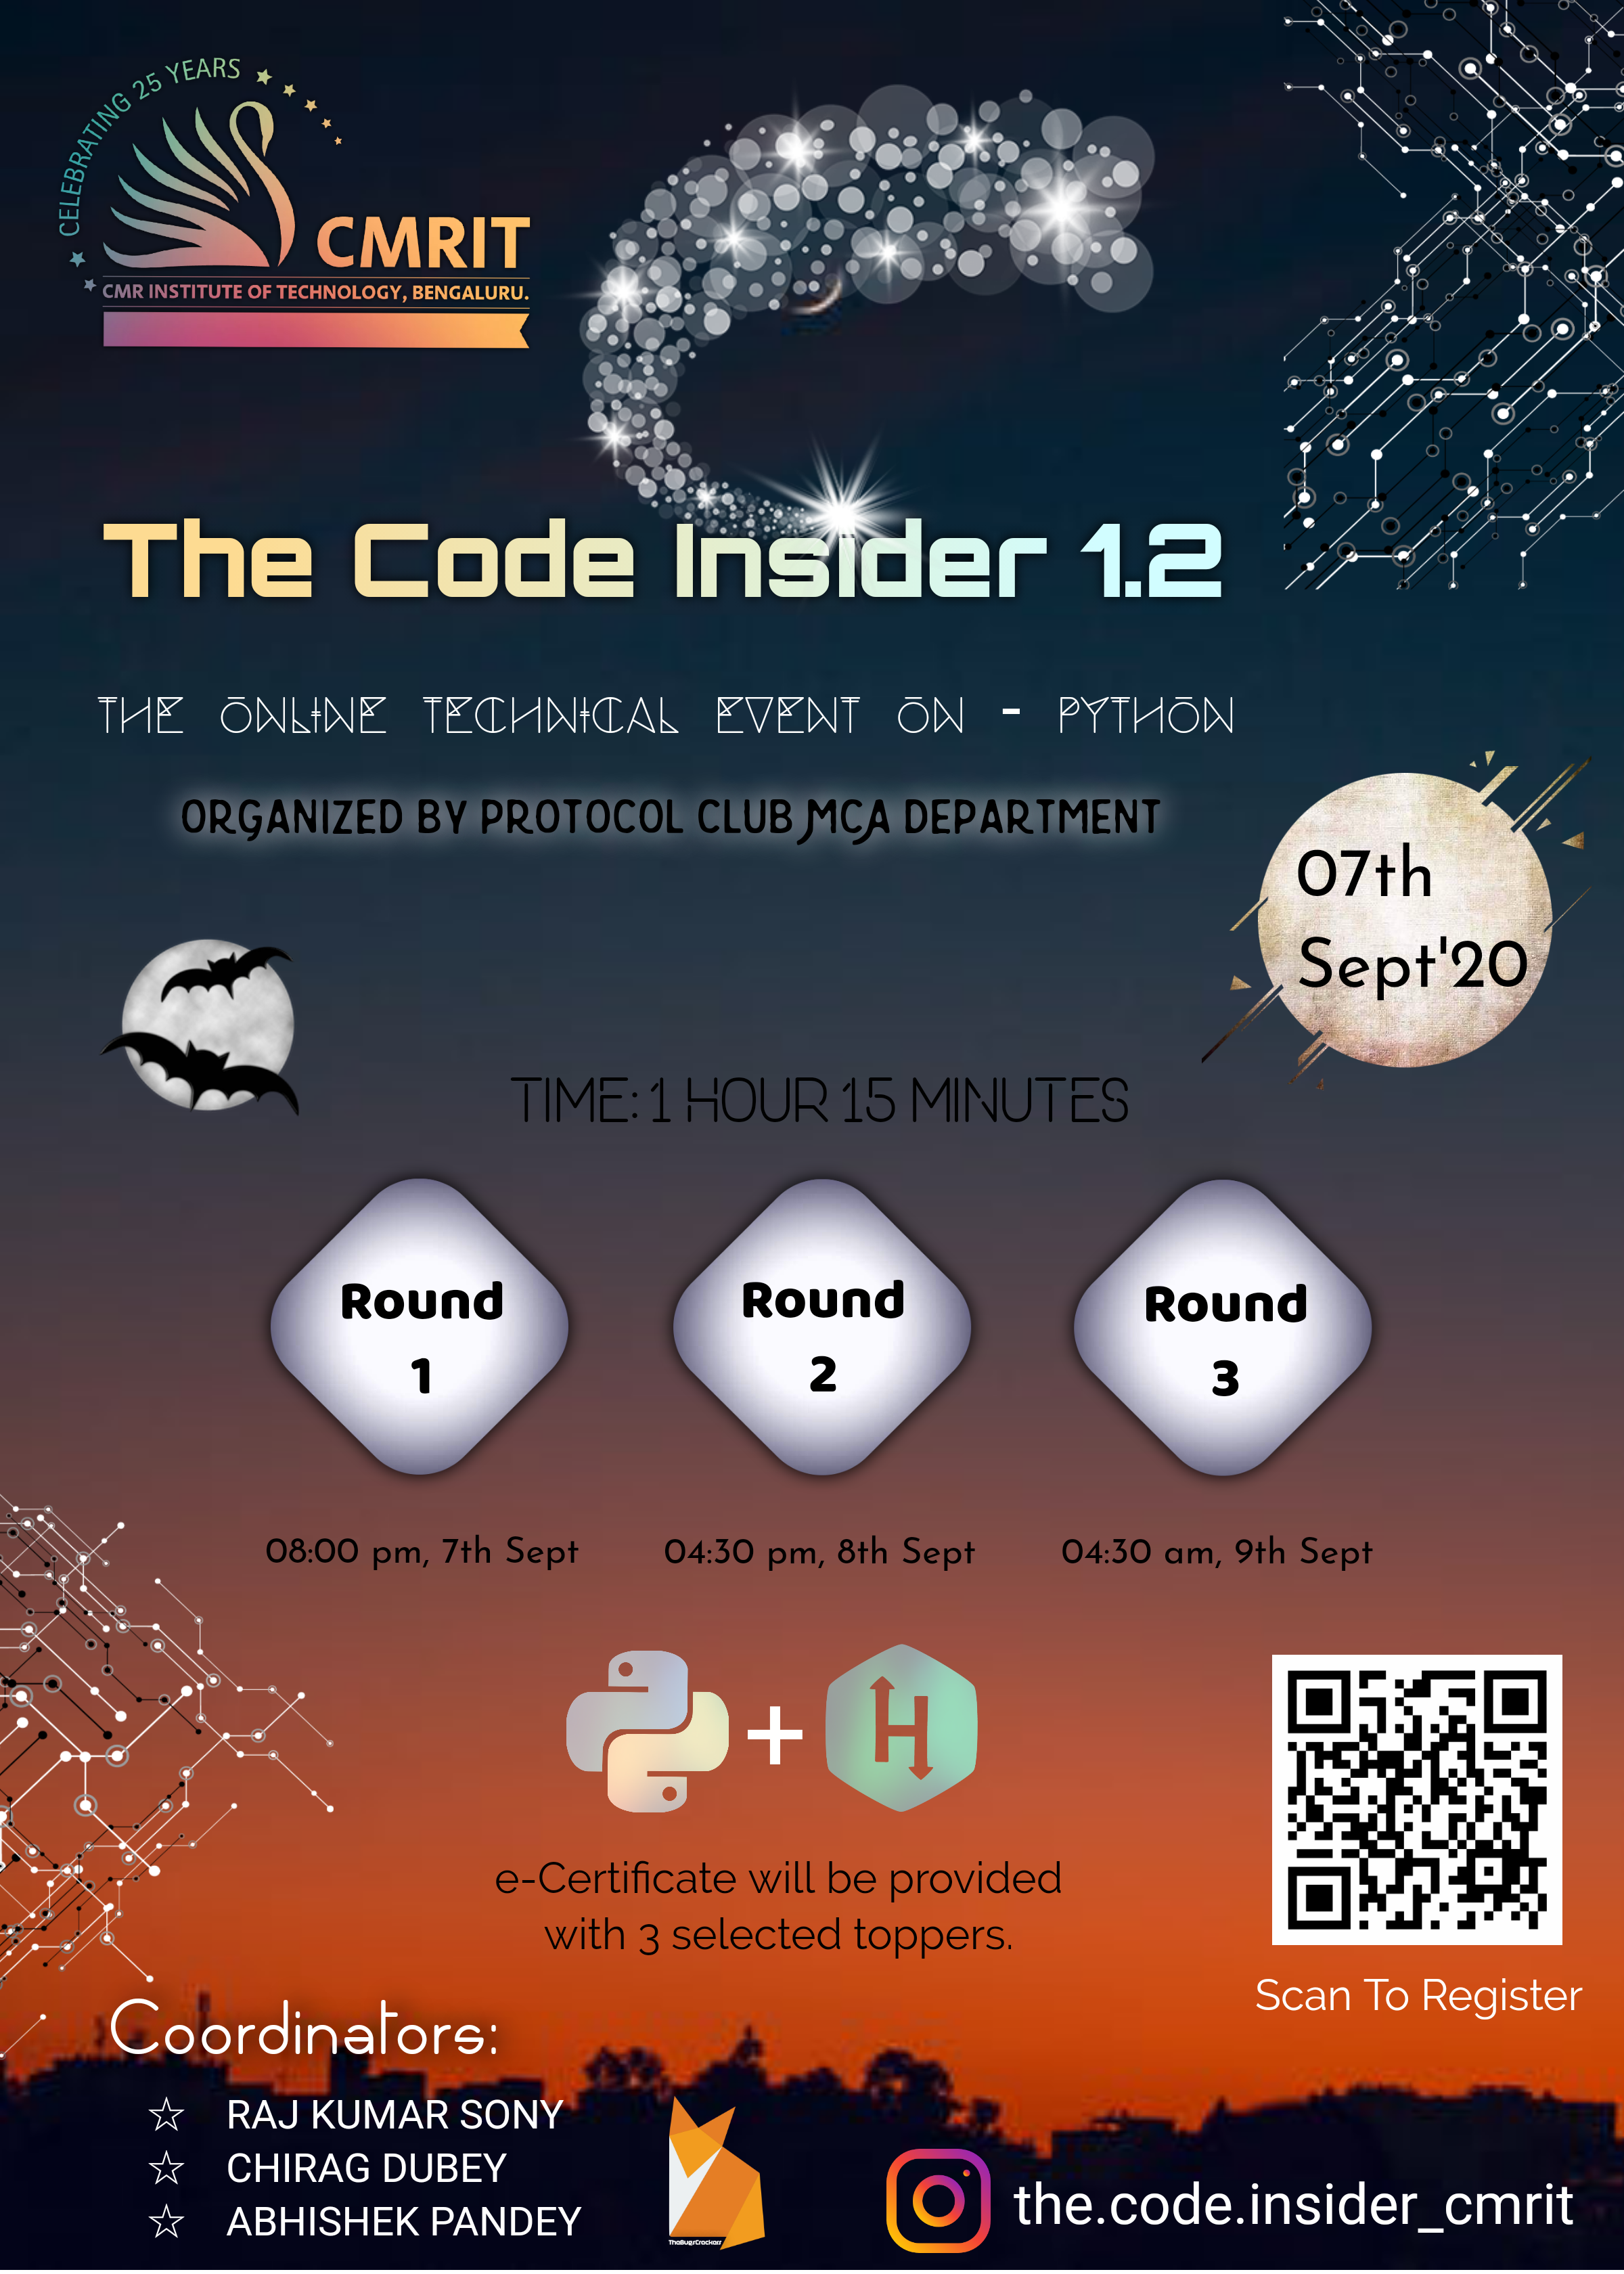 CELEBRATING 25 YEARS
CMRIT
CMR INSTITUTE OF TECHNOLOGY, BENGALURU.
The Code Insider 1.2
THE ONLINE TECHNICAL EVENT ON - PYTHON
ORGANIZED BY PROTOCOL CLUB MCA DEPARTMENT
07th
Sept'20
TIME: 1 HOUR 15 MINUTES
Round
1
Round
2
Round
3
08:00 pm, 7th Sept
04:30 pm, 8th Sept
04:30 am, 9th Sept
+
H
e-Certificate will be provided
with 3 selected toppers.
Scan To Register
Coordinators:
☆ RAJ KUMAR SONY
☆ CHIRAG DUBEY
☆ ABHISHEK PANDEY
the.code.insider_cmrit